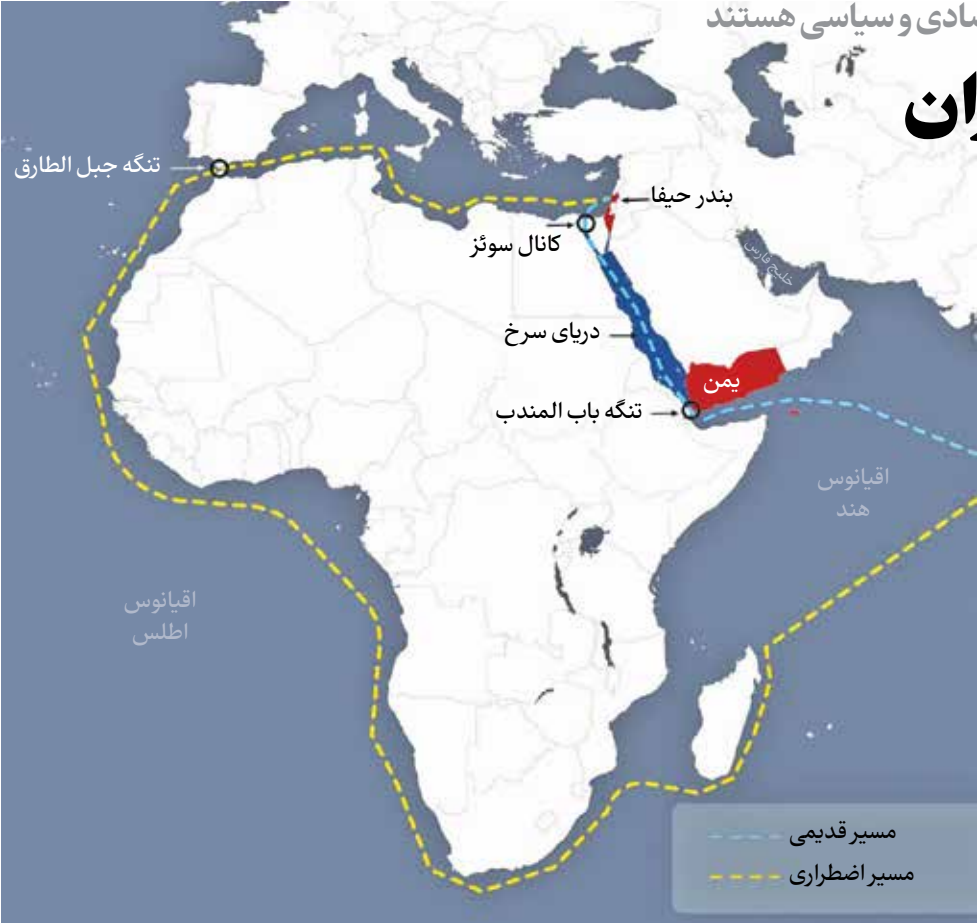 سیاسی هستند
تنگه جبل الطارق
بندر حیفا
کانال سوئز
خلیج فارس
دریای سرخ
یمن
تنگه باب المندب
اقیانوس
هند
اقیانوس
اطلس
مسیر قدیمی
مسیر اضطراری